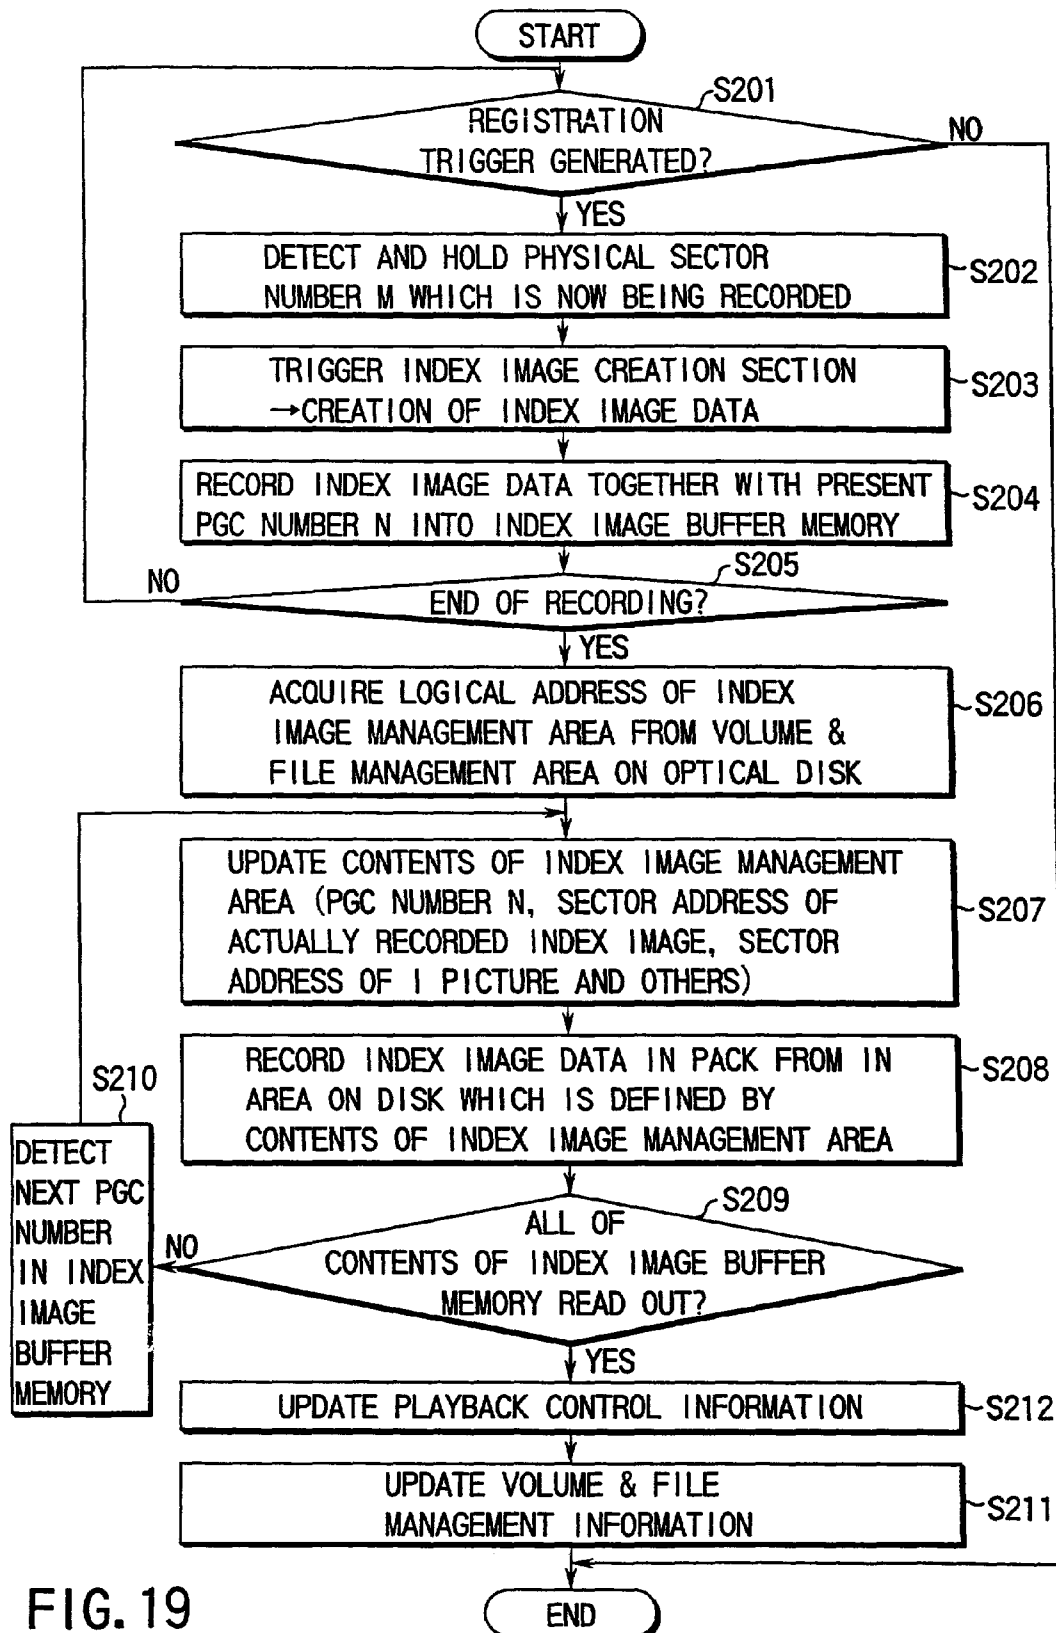 START
S201
REGISTRATION
TRIGGER GENERATED?
NO
YES
DETECT AND HOLD PHYSICAL SECTOR
NUMBER M WHICH IS NOW BEING RECORDED
S202
TRIGGER INDEX IMAGE CREATION SECTION
→CREATION OF INDEX IMAGE DATA
S203
RECORD INDEX IMAGE DATA TOGETHER WITH PRESENT
PGC NUMBER N INTO INDEX IMAGE BUFFER MEMORY
S204
S205
NO
END OF RECORDING?
YES
ACQUIRE LOGICAL ADDRESS OF INDEX
IMAGE MANAGEMENT AREA FROM VOLUME &
FILE MANAGEMENT AREA ON OPTICAL DISK
S206
UPDATE CONTENTS OF INDEX IMAGE MANAGEMENT
AREA (PGC NUMBER N, SECTOR ADDRESS OF
ACTUALLY RECORDED INDEX IMAGE, SECTOR
ADDRESS OF I PICTURE AND OTHERS)
S207
RECORD INDEX IMAGE DATA IN PACK FROM IN
AREA ON DISK WHICH IS DEFINED BY
CONTENTS OF INDEX IMAGE MANAGEMENT AREA
S208
S210
DETECT
NEXT PGC
NUMBER
IN INDEX
IMAGE
BUFFER
MEMORY
S209
NO
ALL OF
CONTENTS OF INDEX IMAGE BUFFER
MEMORY READ OUT?
YES
UPDATE PLAYBACK CONTROL INFORMATION
S212
UPDATE VOLUME & FILE
MANAGEMENT INFORMATION
S211
END
FIG. 19